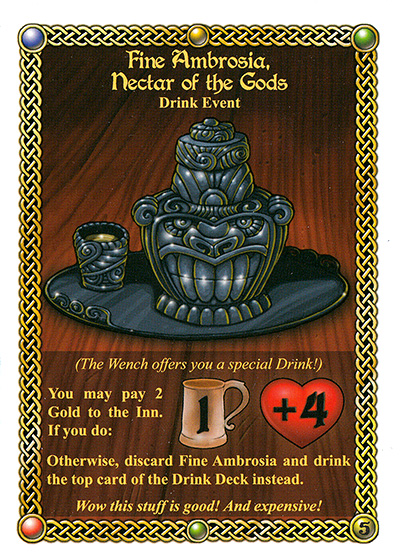 Fine Ambrosia,
Nectar of the Gods
Drink Event
(The Wench offers you a special Drink!)
You may pay 2
Gold to the Inn.
If you do:
1
+4
Otherwise, discard Fine Ambrosia and drink
the top card of the Drink Deck instead.
Wow this stuff is good! And expensive!
5